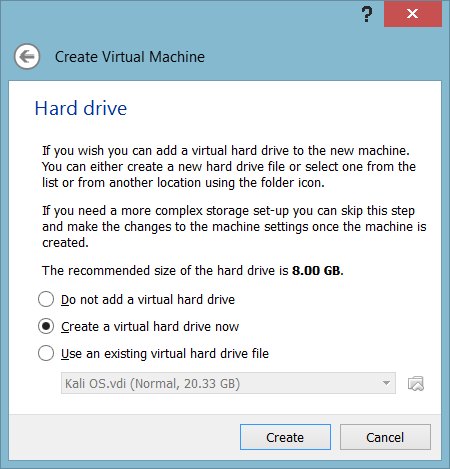 ?
Create Virtual Machine
Hard drive
If you wish you can add a virtual hard drive to the new machine.
You can either create a new hard drive file or select one from the
list or from another location using the folder icon.
If you need a more complex storage set-up you can skip this step
and make the changes to the machine settings once the machine is
created.
The recommended size of the hard drive is 8.00 GB.
Do not add a virtual hard drive
Create a virtual hard drive now
Use an existing virtual hard drive file
Kali OS.vdi (Normal, 20.33 GB)
Create Cancel